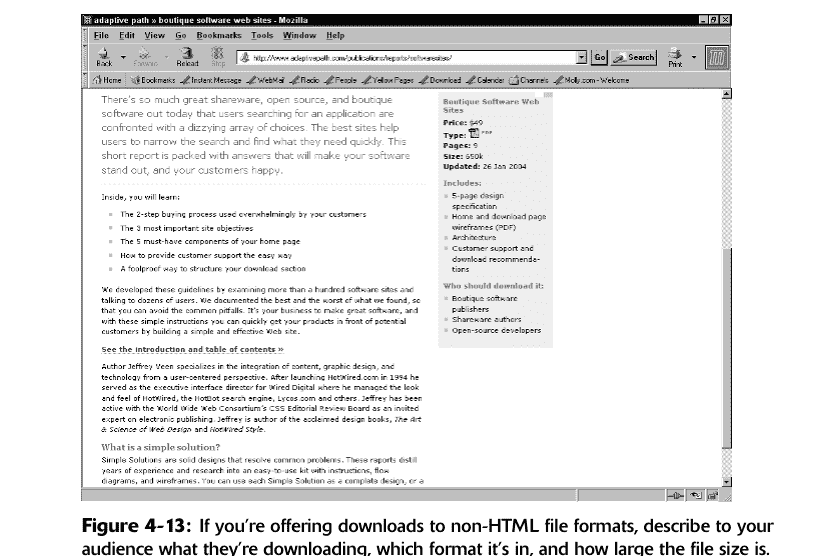 adaptive path » boutique software web sites - Mozilla
File Edit View Go Bookmarks Tools Window Help
Back Forward Reload Stop http://www.adaptivepath.com/publications/reports/softwaresites/ Go Search Print
Home Bookmarks Instant Message WebMail Radio People Yellow Pages Download Calendar Channels Molly.com - Welcome
There's so much great shareware, open source, and boutique
software out today that users searching for an application are
confronted with a dizzying array of choices. The best sites help
users to narrow the search and find what they need quickly. This
short report is packed with answers that will make your software
stand out, and your customers happy.
Inside, you will learn:
The 2-step buying process used overwhelmingly by your customers
The 3 most important site objectives
The 5 must-have components of your home page
How to provide customer support the easy way
A foolproof way to structure your download section
We developed these guidelines by examining more than a hundred software sites and
talking to dozens of users. We documented the best and the worst of what we found, so
that you can avoid the common pitfalls. It's your business to make great software, and
with these simple instructions you can quickly get your products in front of potential
customers by building a simple and effective Web site.
See the introduction and table of contents »
Author Jeffrey Veen specializes in the integration of content, graphic design, and
technology from a user-centered perspective. After launching HotWired.com in 1994 he
served as the executive interface director for Wired Digital where he managed the look
and feel of HotWired, the HotBot search engine, Lycos.com and others. Jeffrey has been
active with the World Wide Web Consortium's CSS Editorial Review Board as an invited
expert on electronic publishing. Jeffrey is author of the acclaimed design books, The Art
& Science of Web Design and HotWired Style.
What is a simple solution?
Simple Solutions are solid designs that resolve common problems. These reports distill
years of experience and research into an easy-to-use kit with instructions, flow
diagrams, and wireframes. You can use each Simple Solution as a complete design, or a
Boutique Software Web
Sites
Price: $49
Type: PDF
Pages: 9
Size: 690k
Updated: 26 Jan 2004
Includes:
5-page design
specification
Home and download page
wireframes (PDF)
Architecture
Customer support and
download recommenda-
tions
Who should download it:
Boutique software
publishers
Shareware authors
Open-source developers
Figure 4-13: If you're offering downloads to non-HTML file formats, describe to your
audience what they're downloading, which format it's in, and how large the file size is.